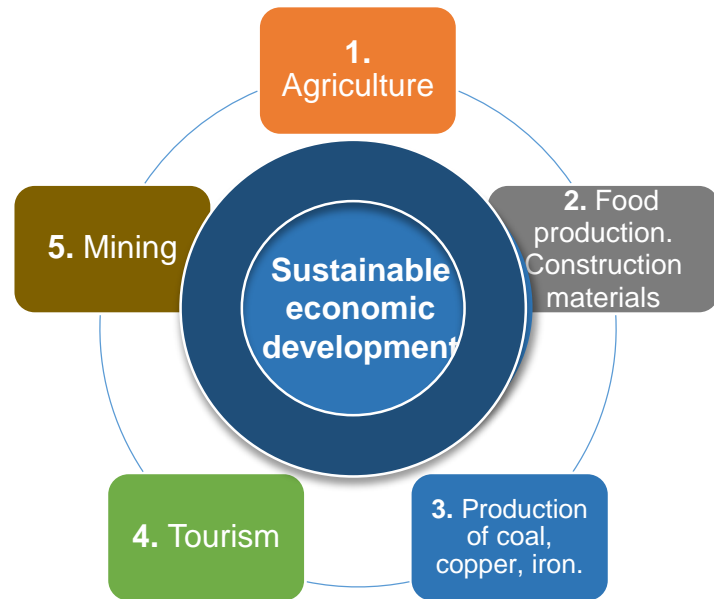 1.
Agriculture
2. Food
production.
Construction
materials
3. Production
of coal,
copper, iron.
4. Tourism
5. Mining
Sustainable
economic
development